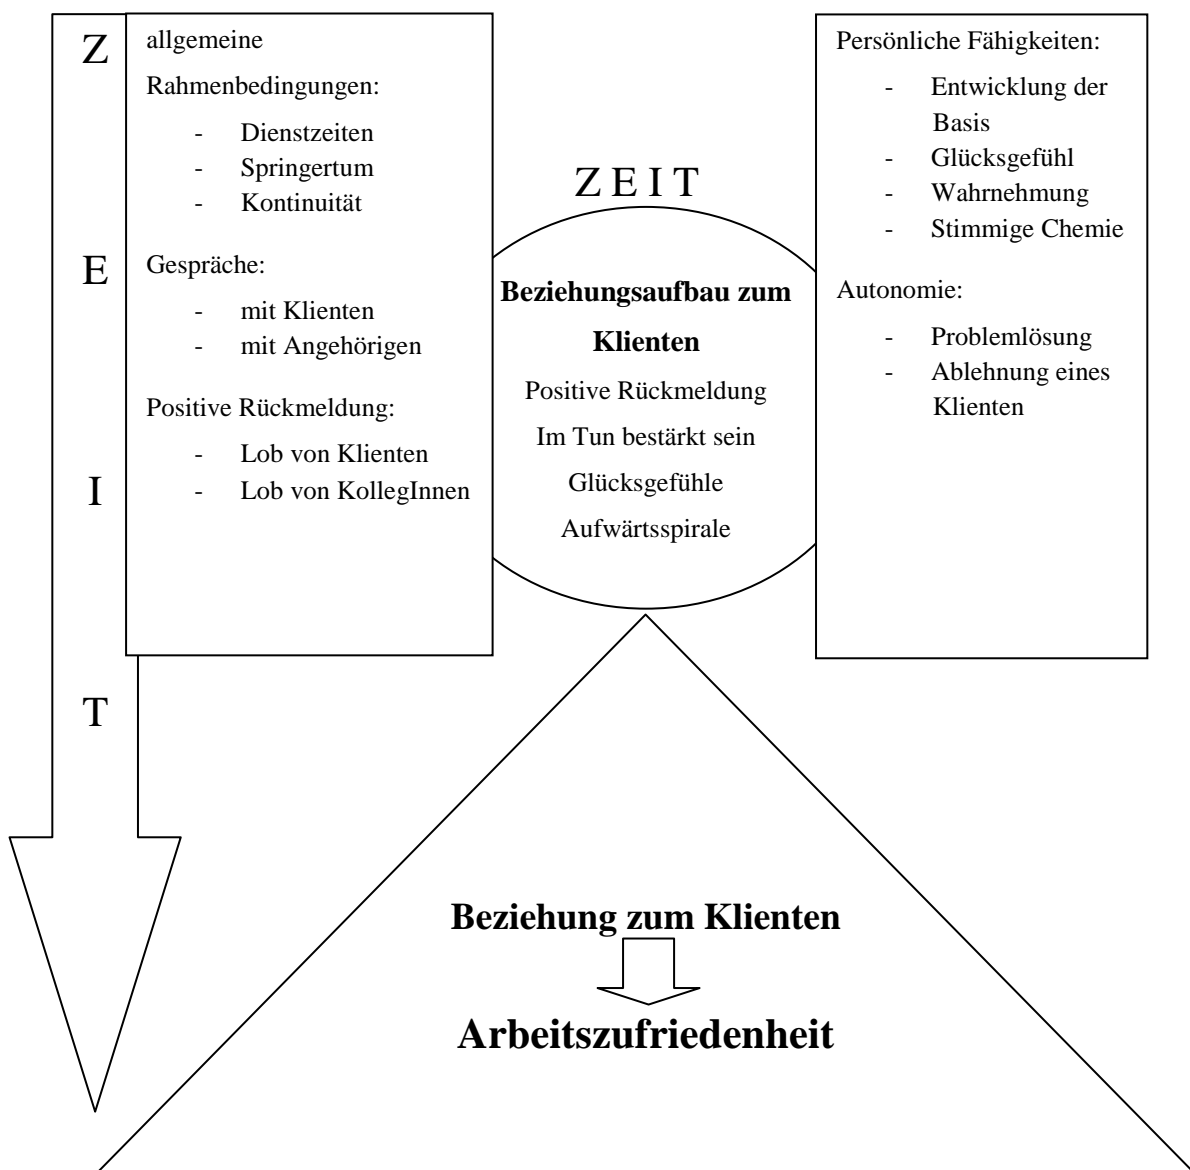 Z
E
I
T
allgemeine
Rahmenbedingungen:
- Dienstzeiten
- Springertum
- Kontinuität
Gespräche:
- mit Klienten
- mit Angehörigen
Positive Rückmeldung:
- Lob von Klienten
- Lob von KollegInnen
Z E I T
Beziehungsaufbau zum
Klienten
Positive Rückmeldung
Im Tun bestärkt sein
Glücksgefühle
Aufwärtsspirale
Persönliche Fähigkeiten:
- Entwicklung der
Basis
- Glücksgefühl
- Wahrnehmung
- Stimmige Chemie
Autonomie:
- Problemlösung
- Ablehnung eines
Klienten
Beziehung zum Klienten
Arbeitszufriedenheit